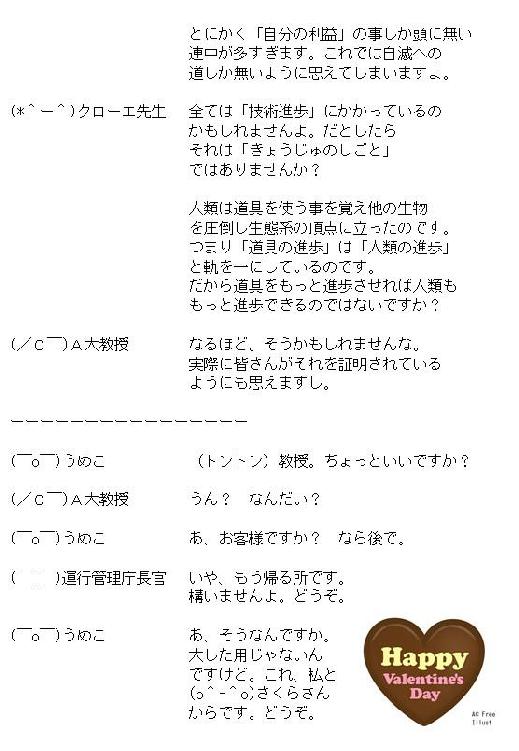 とにかく「自分の利益」の事しか頭に無い
連中が多すぎます。これでは自滅への
道しか無いように思えてしまいますよ。
(*＾ー＾)クローエ先生　全ては「技術進歩」にかかっているの
かもしれませんよ。だとしたら
それは「きょうじゅのしごと」
ではありませんか？
人類は道具を使う事を覚え他の生物
を圧倒し生態系の頂点に立ったのです。
つまり「道具の進歩」は「人類の進歩」
と軌を一にしているのです。
だから道具をもっと進歩させれば人類も
もっと進歩できるのではないですか？
(／Ｃ￣)Ａ大教授　なるほど、そうかもしれませんな。
実際に皆さんがそれを証明されている
ようにも思えますし。
ーーーーーーーーーーーーーーーー
(￣o￣)うめこ　（トントン）教授。ちょっといいですか？
(／Ｃ￣)Ａ大教授　うん？　なんだい？
(￣o￣)うめこ　あ、お客様ですか？　なら後で。
(　　)運行管理庁長官　いや、もう帰る所です。
構いませんよ。どうぞ。
(￣o￣)うめこ　あ、そうなんですか。
大した用じゃないん
ですけど。これ、私と
(o＾-＾o)さくらさん
からです。どうぞ。
Happy
Valentine's
Day
AC Free
Illust